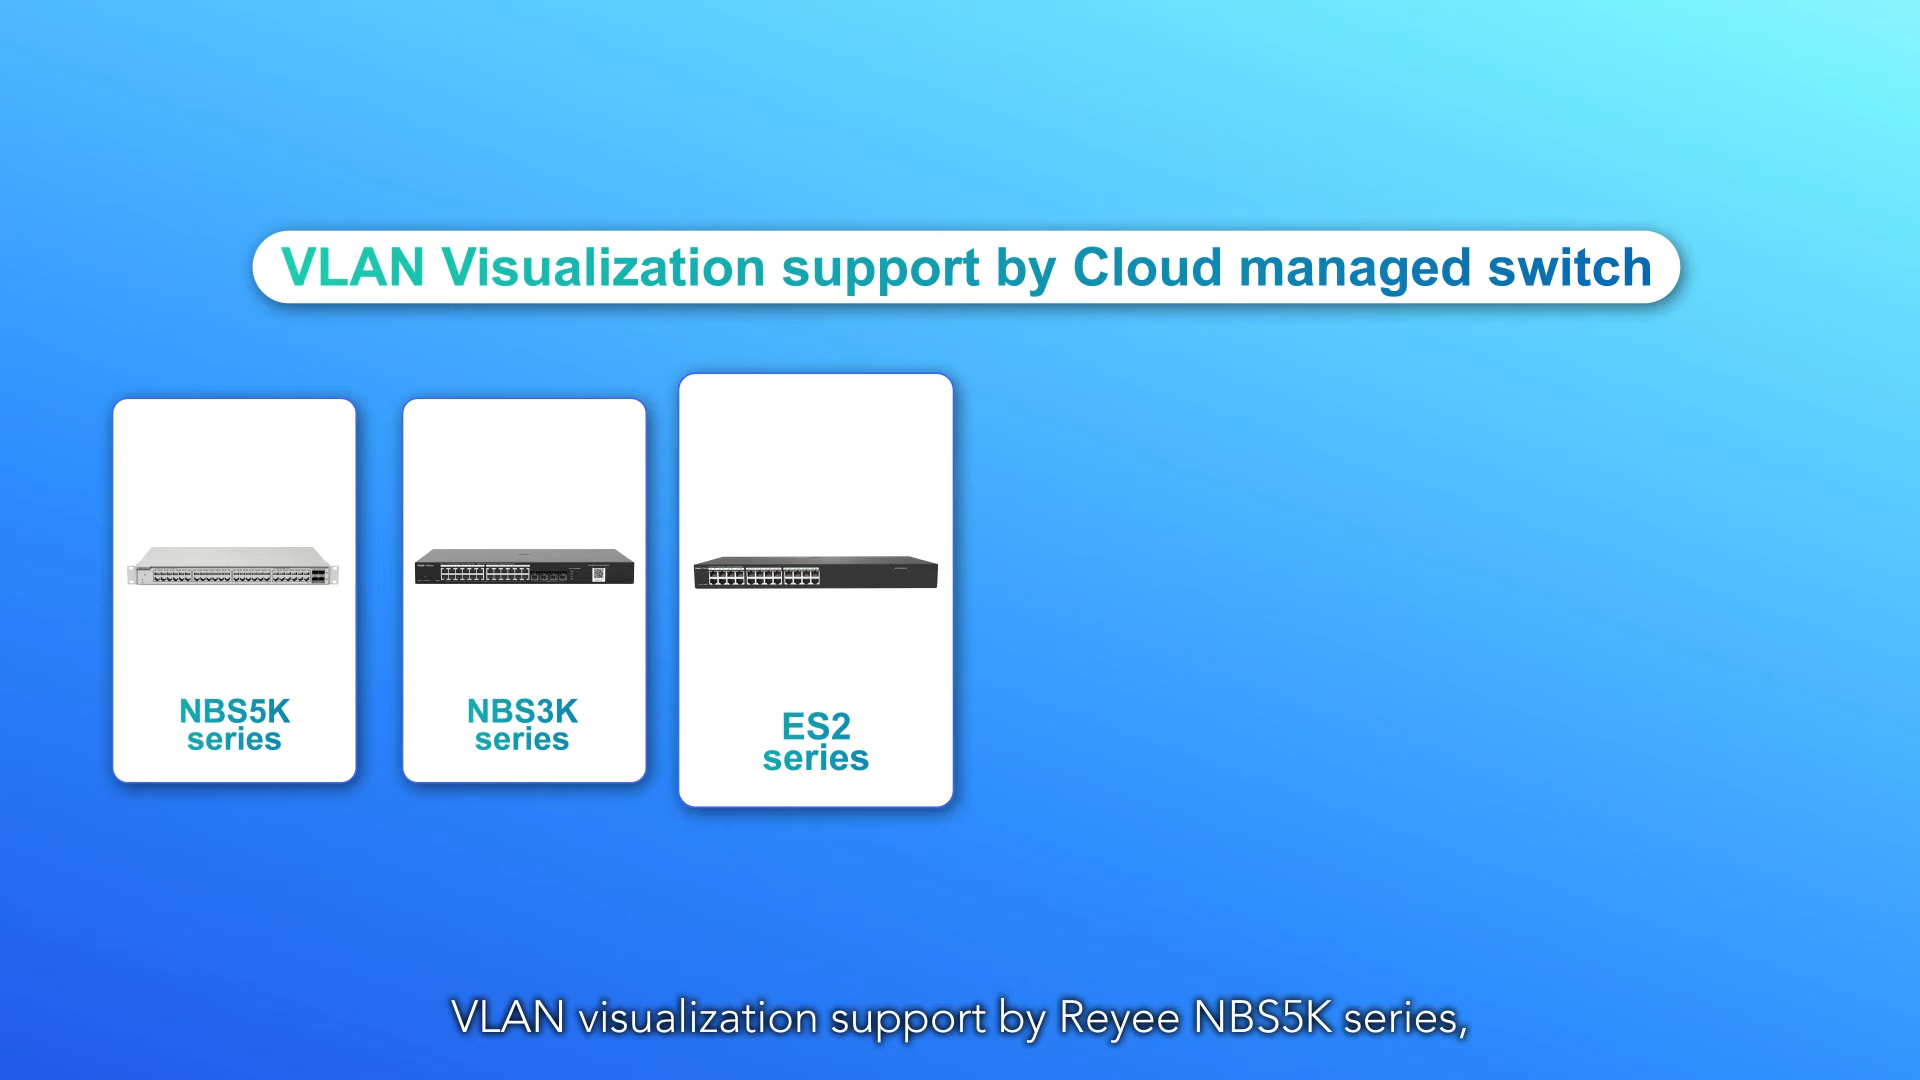 VLAN Visualization support by Cloud managed switch
NBS5K
series
NBS3K
series
ES2
series
VLAN visualization support by Reyee NBS5K series,